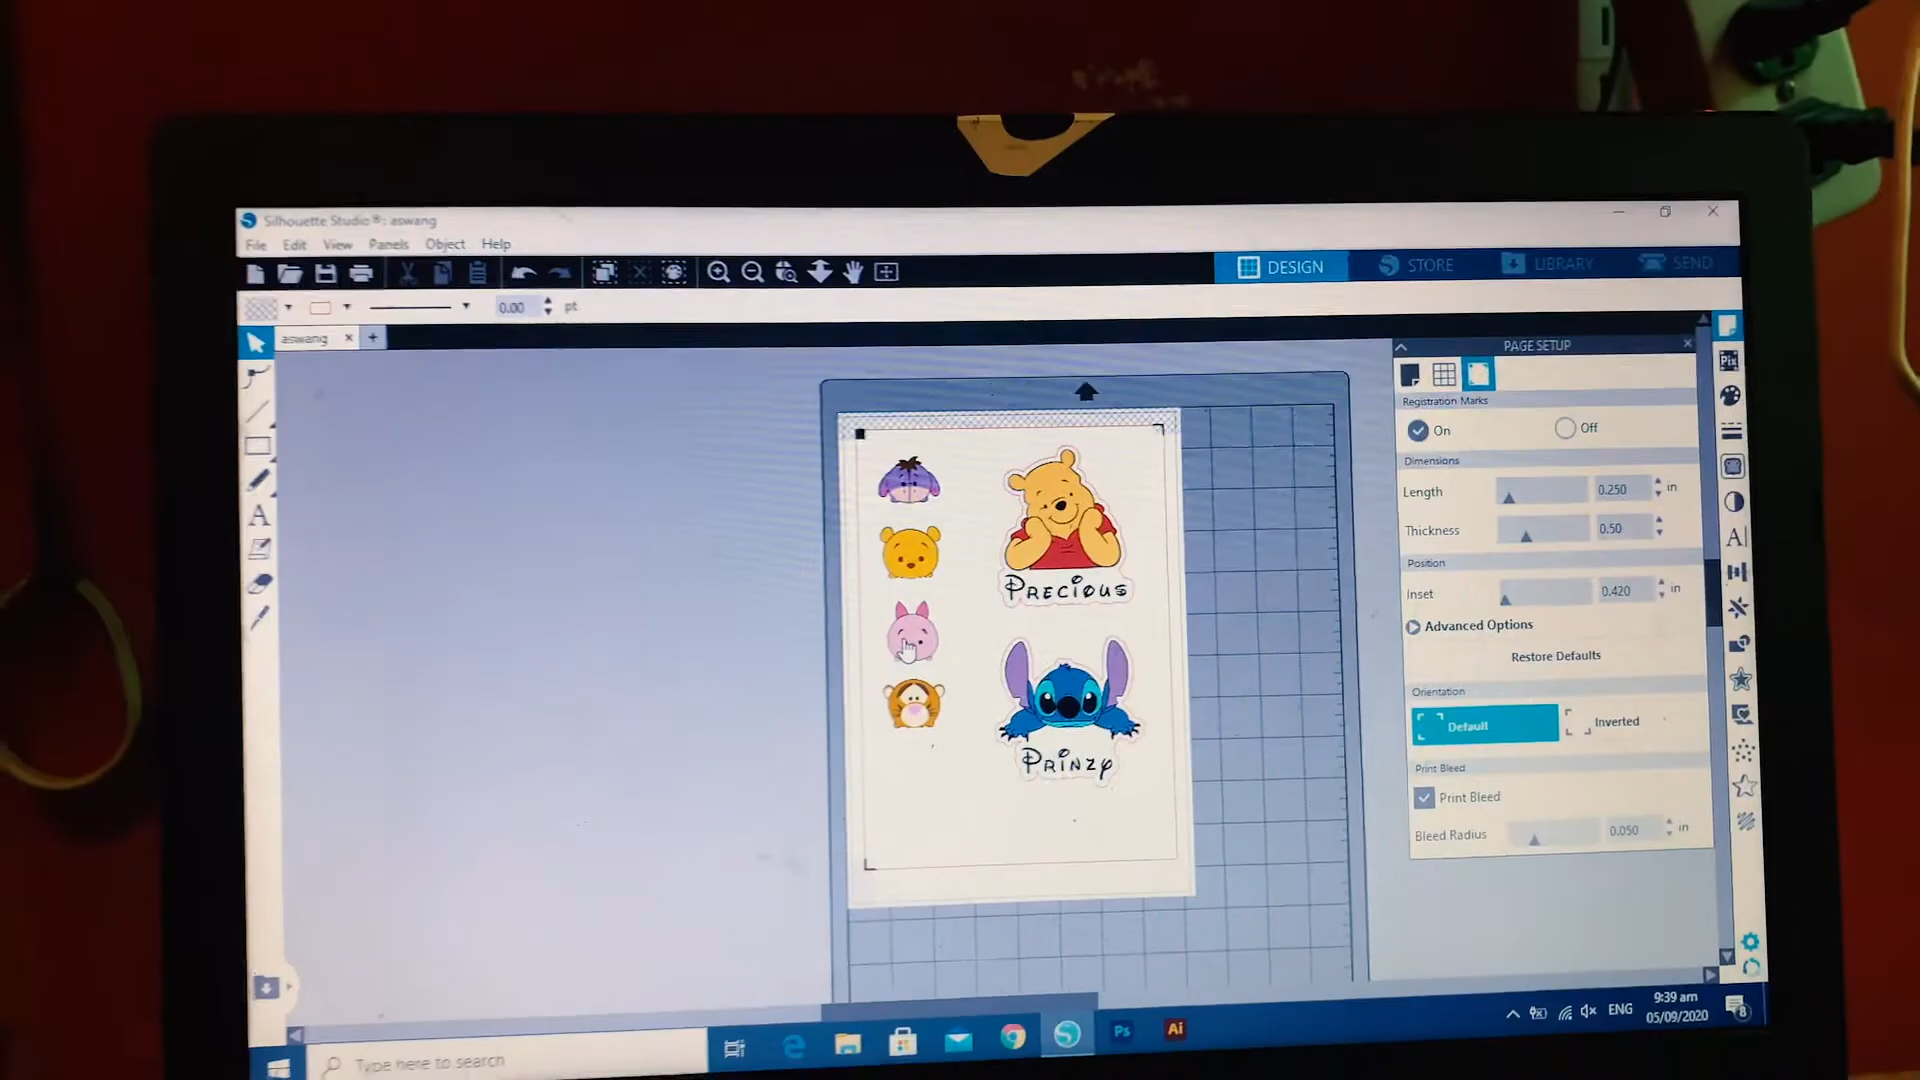 Silhouette Studio®: aswang
File Edit View Panels Object Help
DESIGN STORE LIBRARY SEND
0.00 pt
aswang
PAGE SETUP
Registration Marks
On Off
Dimensions
Length 0.250 in
Thickness 0.50
Position
Inset 0.420 in
Advanced Options
Restore Defaults
Orientation
Default Inverted
Print Bleed
Print Bleed
Bleed Radius 0.050 in
PRECIOUS
PRINZY
Pix
A
A
Type here to search
Ps
Ai
ENG
9:39 am
05/09/2020
8